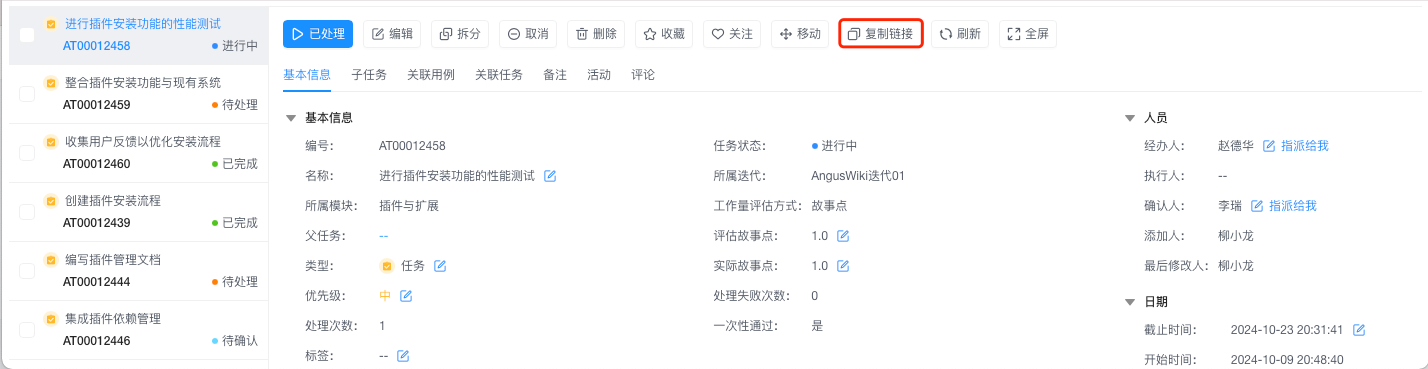 进行插件安装功能的性能测试
AT00012458 进行中
整合插件安装功能与现有系统
AT00012459 待处理
收集用户反馈以优化安装流程
AT00012460 已完成
创建插件安装流程
AT00012439 已完成
编写插件管理文档
AT00012444 待处理
集成插件依赖管理
AT00012446 待确认
已处理 编辑 拆分 取消 删除 收藏 关注 移动 复制链接 刷新 全屏
基本信息 子任务 关联用例 关联任务 备注 活动 评论
基本信息
编号： AT00012458 任务状态： 进行中
名称： 进行插件安装功能的性能测试 所属迭代： AngusWiki迭代01
所属模块： 插件与扩展 工作量评估方式： 故事点
父任务： -- 评估故事点： 1.0
类型： 任务 实际故事点： 1.0
优先级： 中 处理失败次数： 0
处理次数： 1 一次性通过： 是
标签： --
人员
经办人： 赵德华 指派给我
执行人： --
确认人： 李瑞 指派给我
添加人： 柳小龙
最后修改人： 柳小龙
日期
截止时间： 2024-10-23 20:31:41
开始时间： 2024-10-09 20:48:40